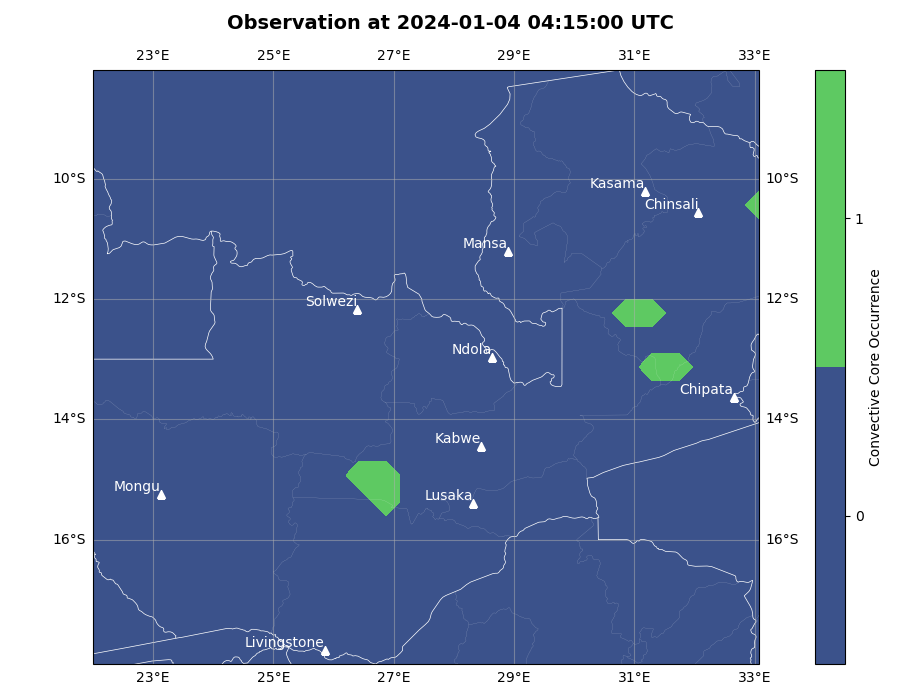 Observation at 2024-01-04 04:15:00 UTC
23°E 25°E 27°E 29°E 31°E 33°E
10°S 10°S
12°S 12°S
14°S 14°S
16°S 16°S
Kasama
Chinsali
Mansa
Solwezi
Ndola
Chipata
Kabwe
Mongu
Lusaka
Livingstone
23°E 25°E 27°E 29°E 31°E 33°E
1
0
Convective Core Occurrence